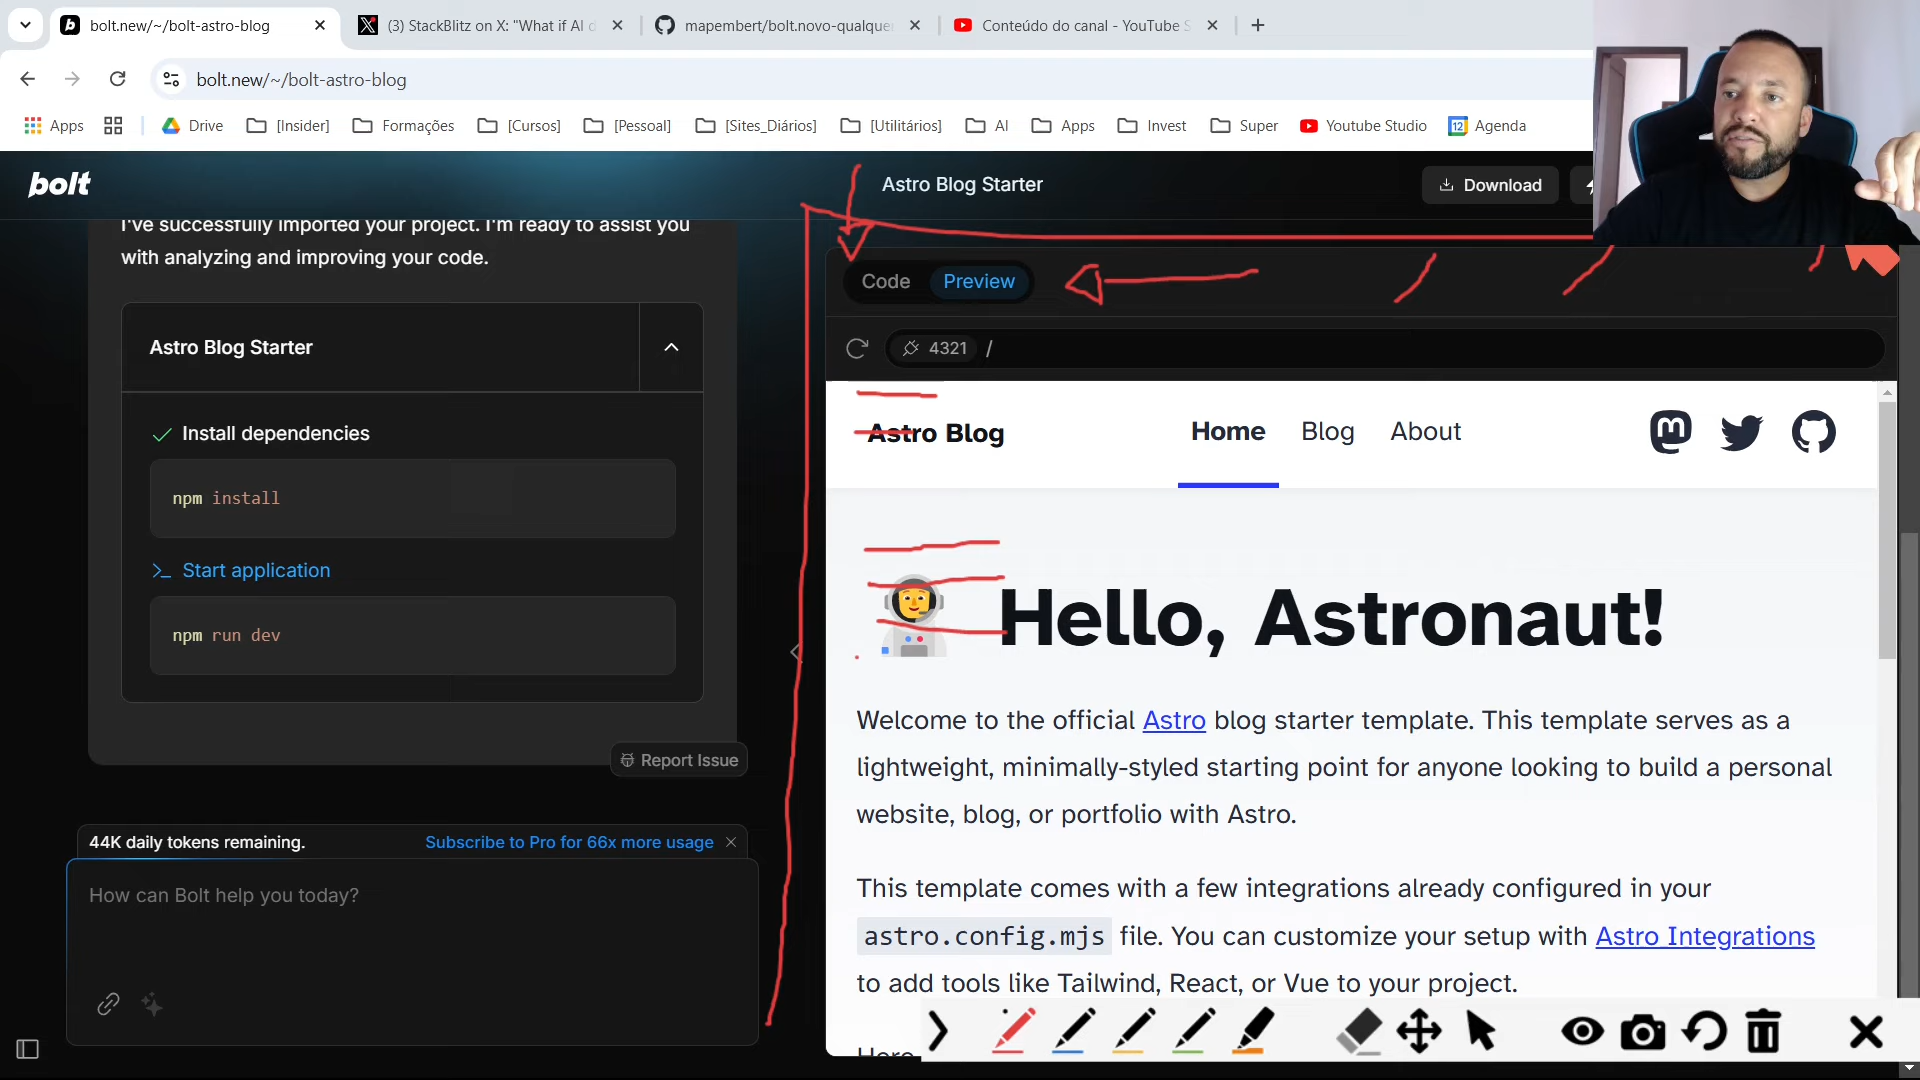 bolt.new/~/bolt-astro-blog
(3) StackBlitz on X: "What if AI d
mapembert/bolt.novo-qualque
Conteúdo do canal - YouTube S
bolt.new/~/bolt-astro-blog
Apps
Drive
[Insider]
Formações
[Cursos]
[Pessoal]
[Sites_Diários]
[Utilitários]
AI
Apps
Invest
Super
Youtube Studio
12
Agenda
bolt
Astro Blog Starter
Download
I've successfully imported your project. I'm ready to assist you
with analyzing and improving your code.
Astro Blog Starter
Install dependencies
npm install
Start application
npm run dev
Report Issue
44K daily tokens remaining.
Subscribe to Pro for 66x more usage
How can Bolt help you today?
Code
Preview
4321
/
Astro Blog
Home
Blog
About
Hello, Astronaut!
Welcome to the official Astro blog starter template. This template serves as a
lightweight, minimally-styled starting point for anyone looking to build a personal
website, blog, or portfolio with Astro.
This template comes with a few integrations already configured in your
astro.config.mjs file. You can customize your setup with Astro Integrations
to add tools like Tailwind, React, or Vue to your project.
Here